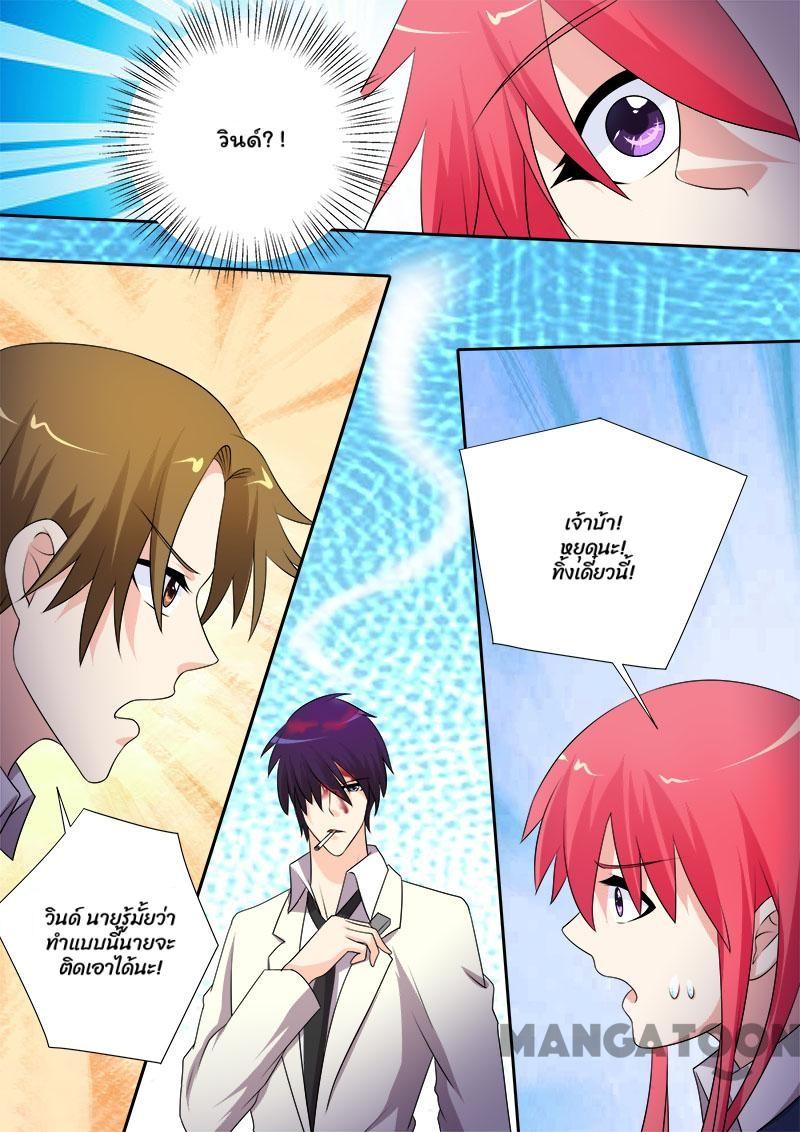 วินด์?!
เจ้าบ้า!
หยุดนะ!
ทิ้งเดี๋ยวนี้!
วินด์ นายรู้มั้ยว่า
ทำแบบนี้นายจะ
ติดเอาได้นะ!
MANGATOON